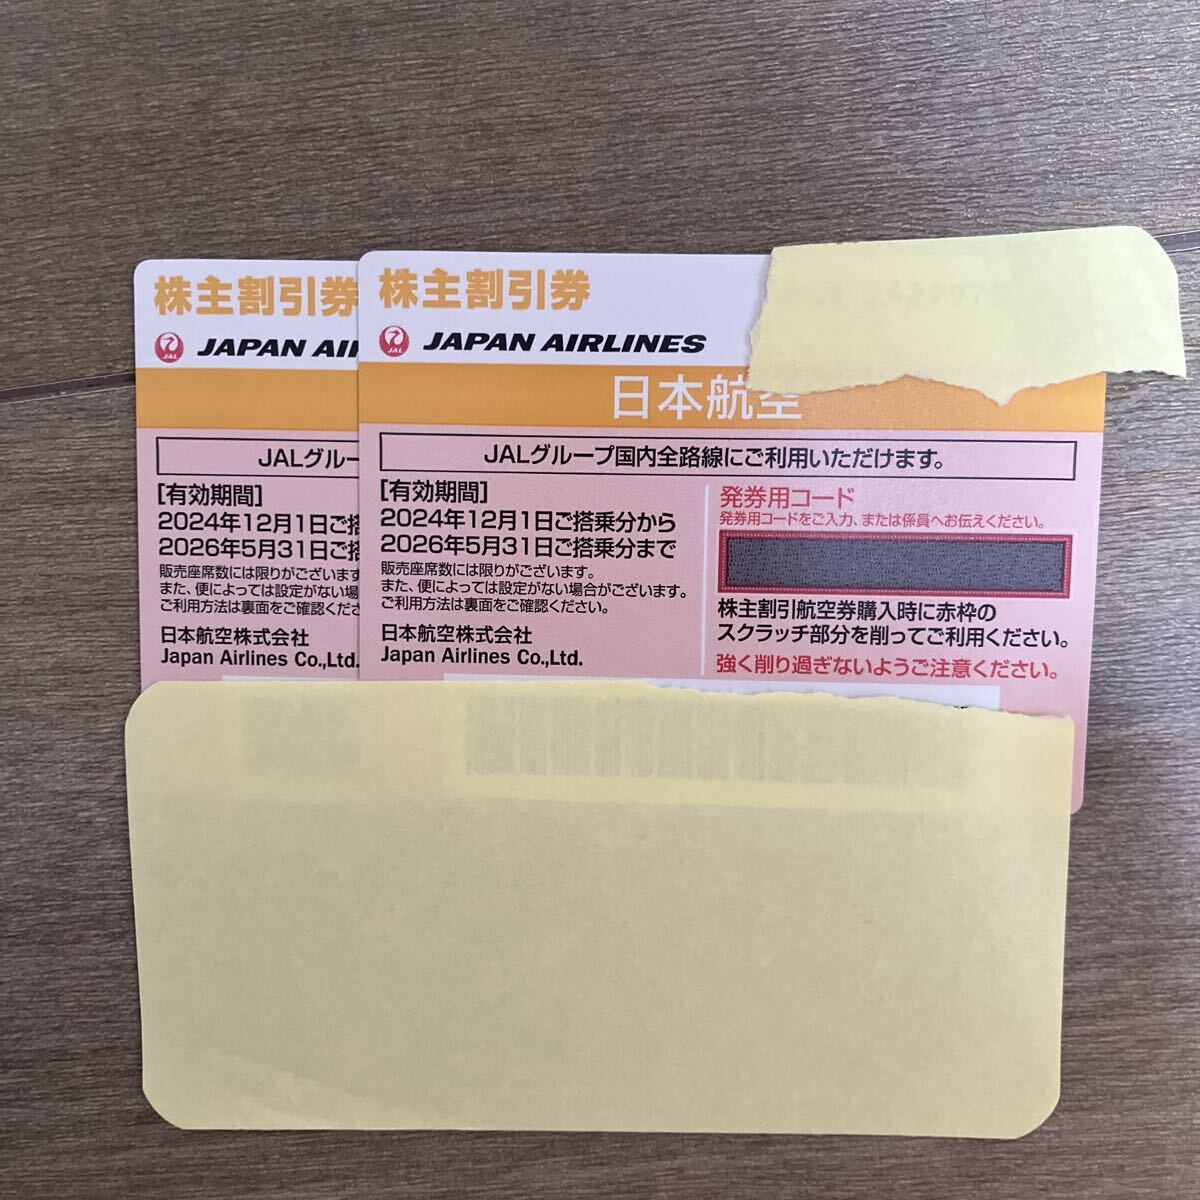 株主割引券
JAPAN AI
JALグルー
[有効期間]
2024年12月1日ご搭
2026年5月31日ご搭
販売座席数には限りがございます
また、便によっては設定がない場
ご利用方法は裏面をご確認くださ
日本航空株式会社
Japan Airlines Co.,Ltd.
株主割引券
JAL
JAPAN AIRLINES
日本航空
JALグループ国内全路線にご利用いただけます。
[有効期間]
2024年12月1日ご搭乗分から
2026年5月31日ご搭乗分まで
販売座席数には限りがございます。
また、便によっては設定がない場合がございます。
ご利用方法は裏面をご確認ください。
日本航空株式会社
Japan Airlines Co.,Ltd.
発券用コード
発券用コードをご入力、または係員へお伝えください。
株主割引航空券購入時に赤枠の
スクラッチ部分を削ってご利用ください。
強く削り過ぎないようご注意ください。